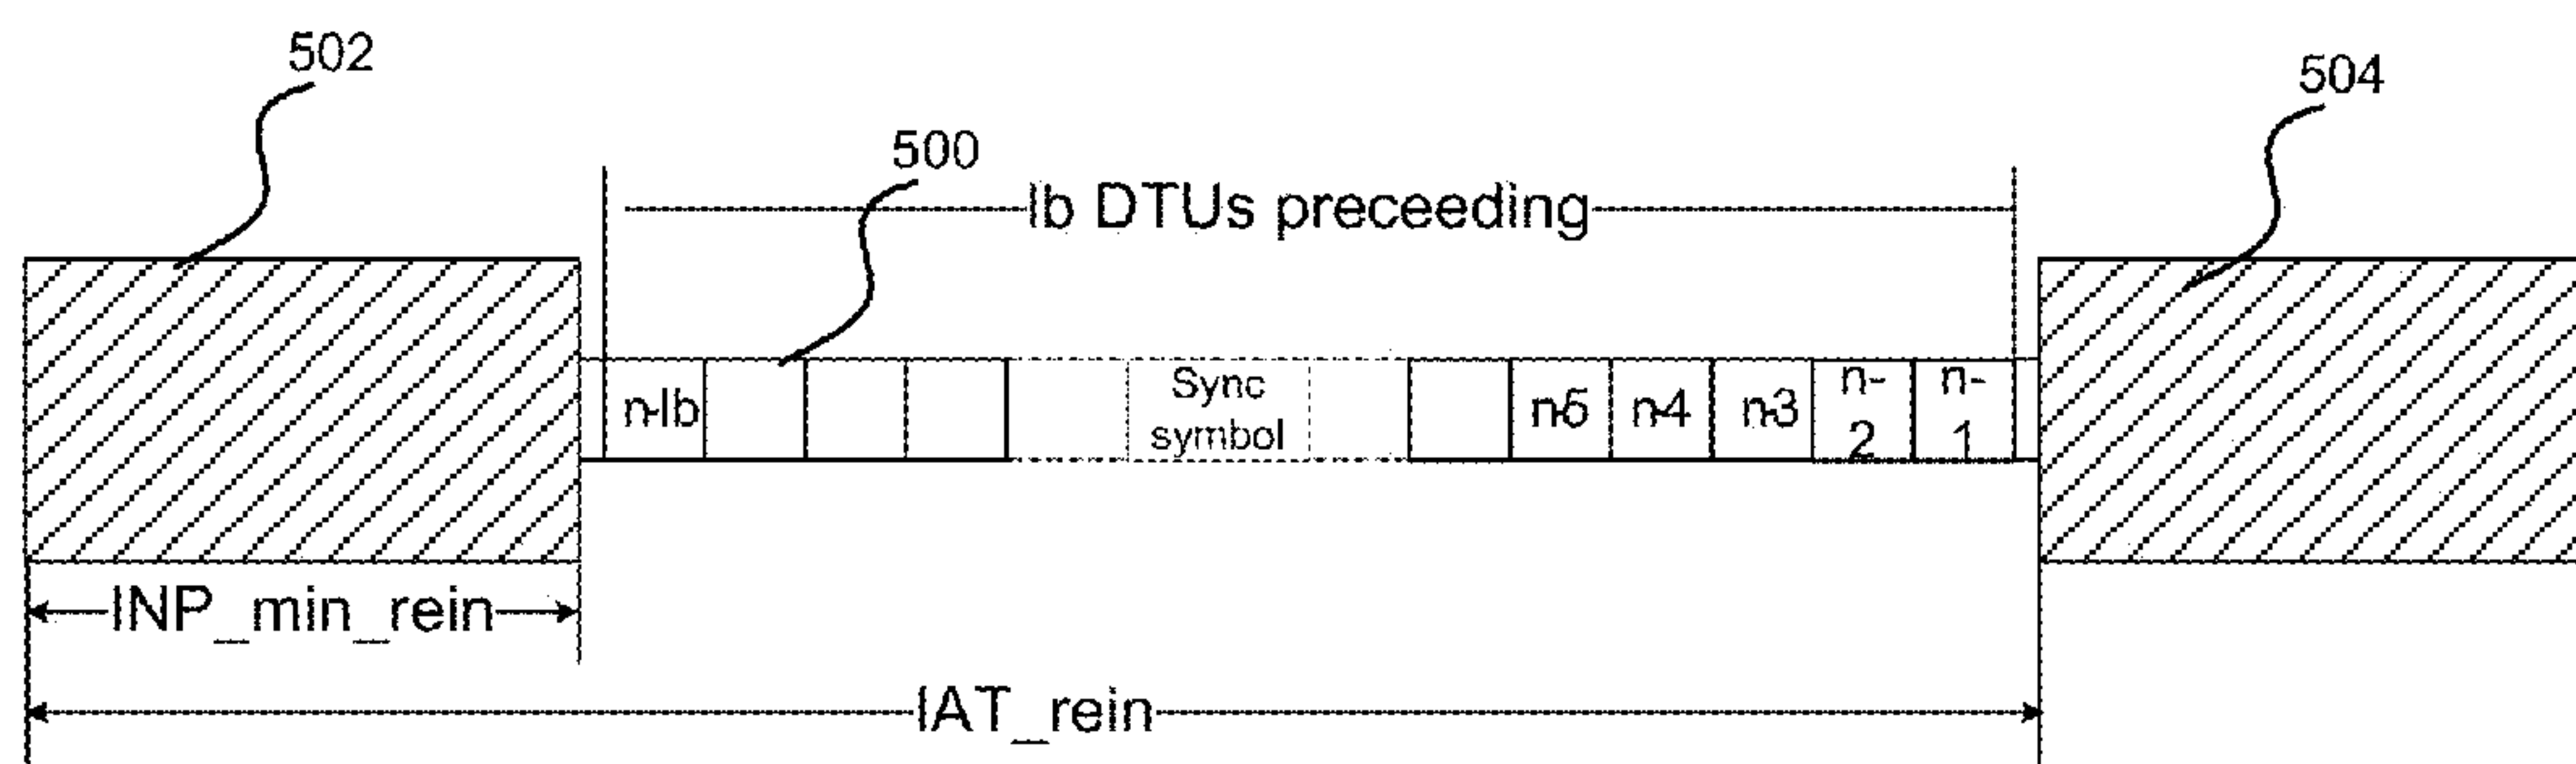 502
504
500
lb DTUs preceeding
n-lb
Sync
symbol
n-5
n-4
n-3
n-
2
n-
1
INP_min_rein
IAT_rein